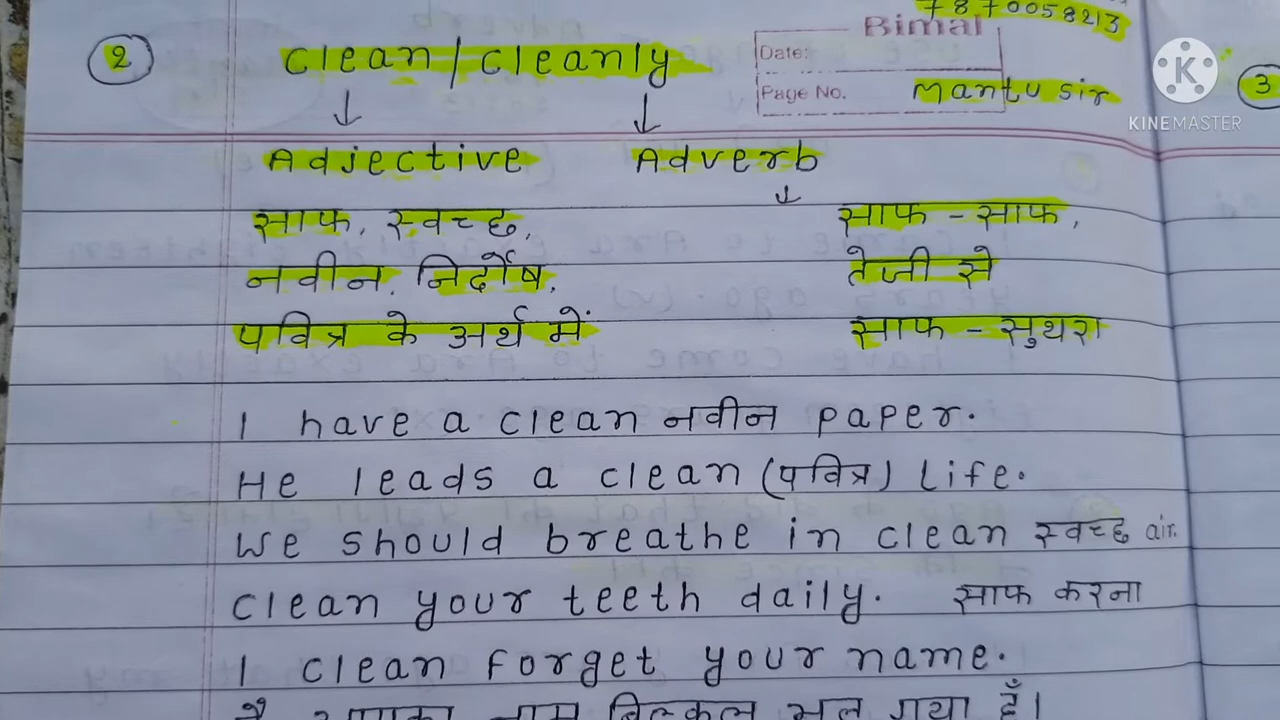 7870058213
Bimal
2 clean/cleanly
Date:
Page No. Mantu sir
KINEMASTER
3
↓ ↓
Adjective Adverb
↓
साफ, स्वच्छ, साफ - साफ,
नवीन, निर्दोष, तेजी से
पवित्र के अर्थ में साफ - सुथरा
I have a clean नवीन paper.
He leads a clean (पवित्र) Life.
We should breathe in clean स्वच्छ air.
clean your teeth daily. साफ करना
I clean forget your name.
नाम बिल्कुल भूल गया हूँ।